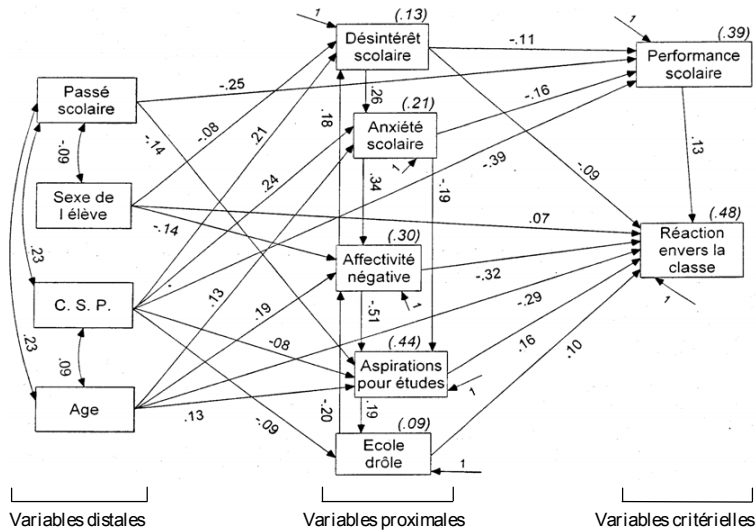 1
(.13)
Désintérêt
scolaire
1
(.39)
Performance
scolaire
-.11
Passé
scolaire
-.25
.26
(.21)
.18
-.08
.21
Anxiété
scolaire
1
-.16
-.14
-.09
.24
-.39
.13
Sexe de
l élève
.34
-.19
-.09
.07
-.14
(.30)
Affectivité
négative
1
(.48)
Réaction
envers la
classe
1
.23
-
.13
.19
-.32
-.29
C. S. P.
-.51
-08
(.44)
Aspirations
pour études
1
.16
.10
.23
.09
Age
.13
-.09
-.20
.19
(.09)
Ecole
drôle
1
Variables distales
Variables proximales
Variables critérielles